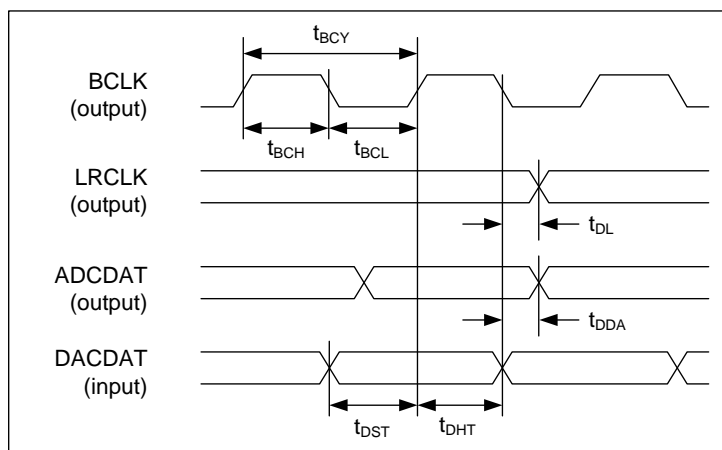 tBCY
BCLK
(output)
tBCH
tBCL
LRCLK
(output)
tDL
ADCDAT
(output)
tDDA
DACDAT
(input)
tDST
tDHT